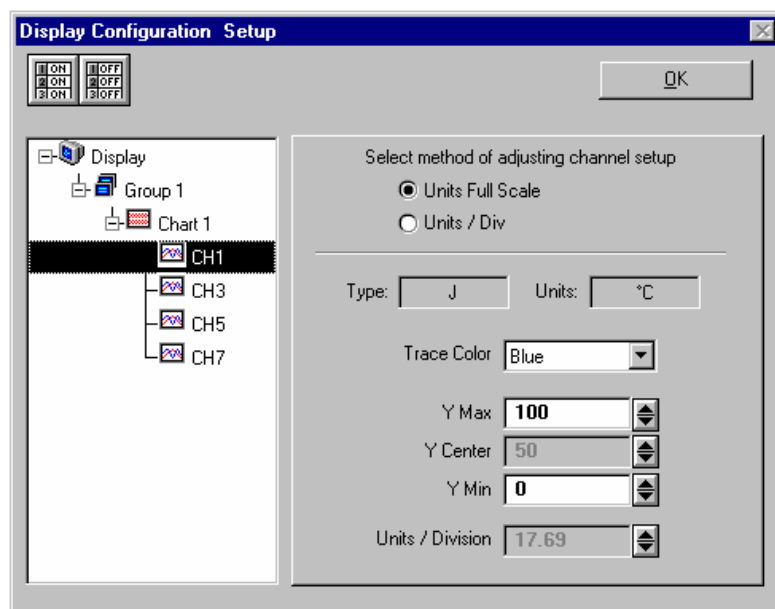 Display Configuration Setup
1 ON 1 OFF
2 ON 2 OFF
3 ON 3 OFF
OK
Display
Group 1
Chart 1
CH1
CH3
CH5
CH7
Select method of adjusting channel setup
Units Full Scale
Units / Div
Type: J Units: °C
Trace Color Blue
Y Max 100
Y Center 50
Y Min 0
Units / Division 17.69